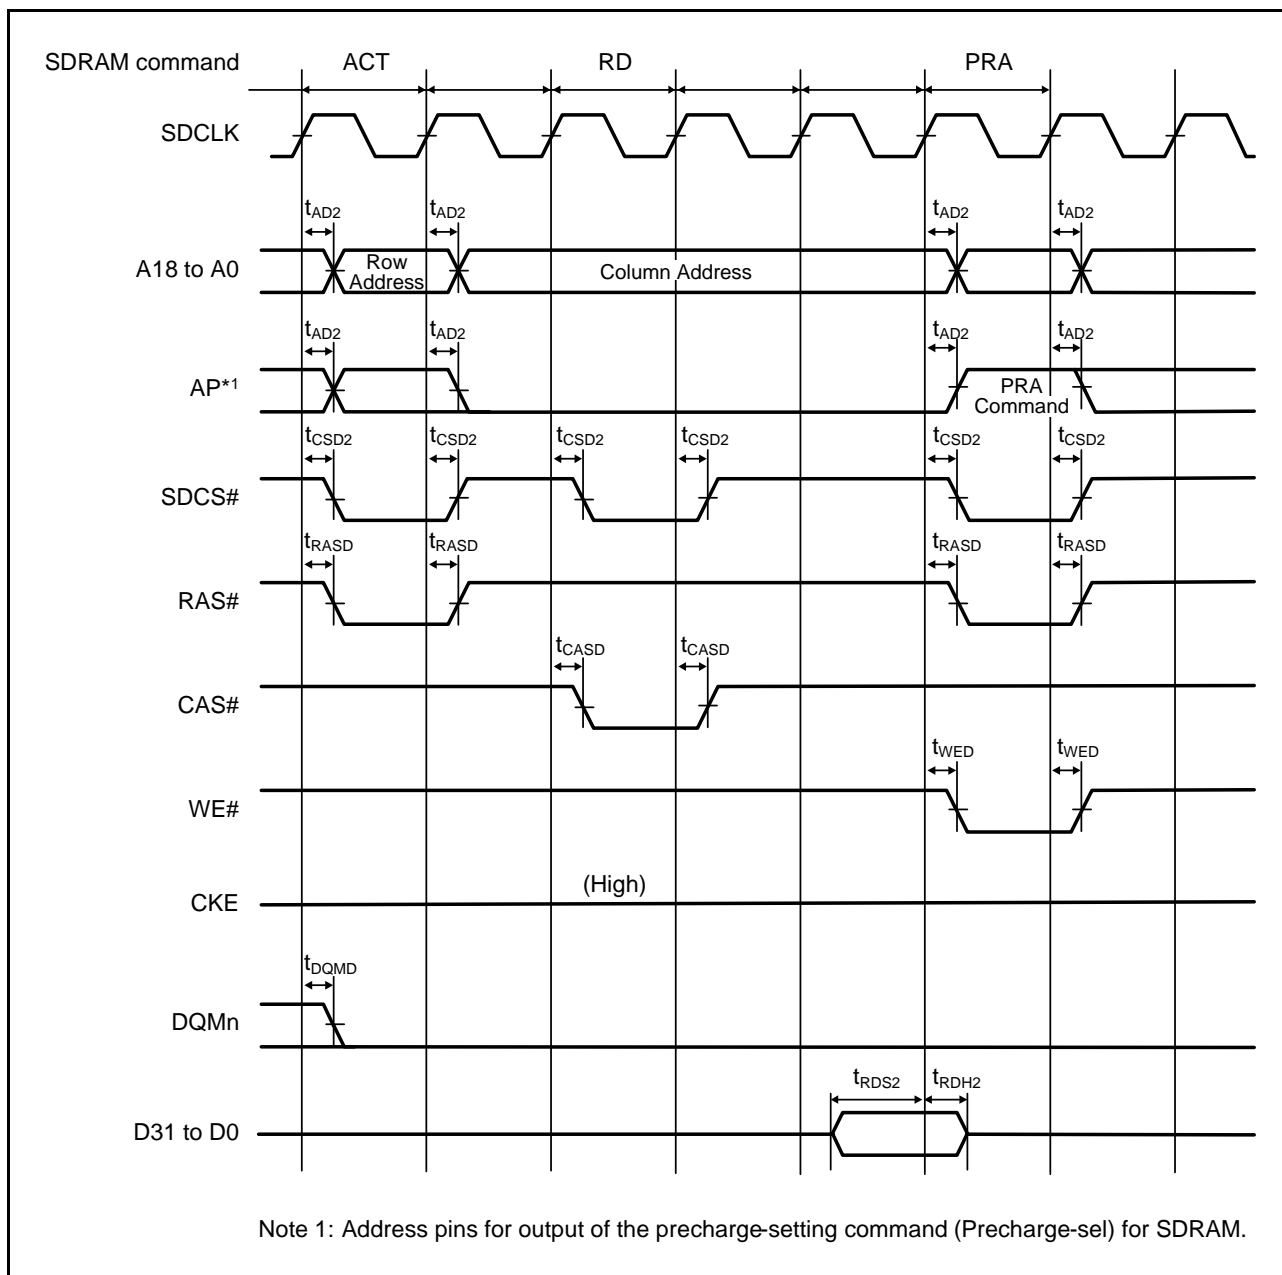 SDRAM command ACT RD PRA
SDCLK
tAD2 tAD2 tAD2 tAD2
A18 to A0
Row
Address
Column Address
tAD2 tAD2 tAD2 tAD2
AP*1
PRA
Command
tCSD2 tCSD2 tCSD2 tCSD2 tCSD2 tCSD2
SDCS#
tRASD tRASD tRASD tRASD
RAS#
tCASD tCASD
CAS#
tWED tWED
WE#
(High)
CKE
tDQMD
DQMn
tRDS2 tRDH2
D31 to D0
Note 1: Address pins for output of the precharge-setting command (Precharge-sel) for SDRAM.